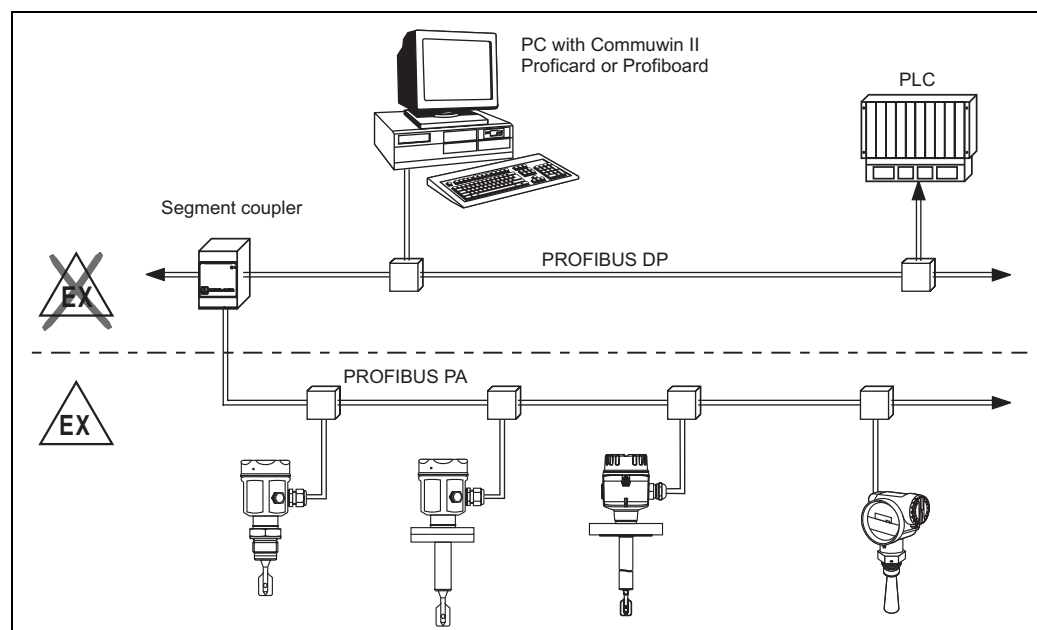 PC with Commuwin II
Proficard or Profiboard
PLC
Segment coupler
EX
PROFIBUS DP
PROFIBUS PA
EX